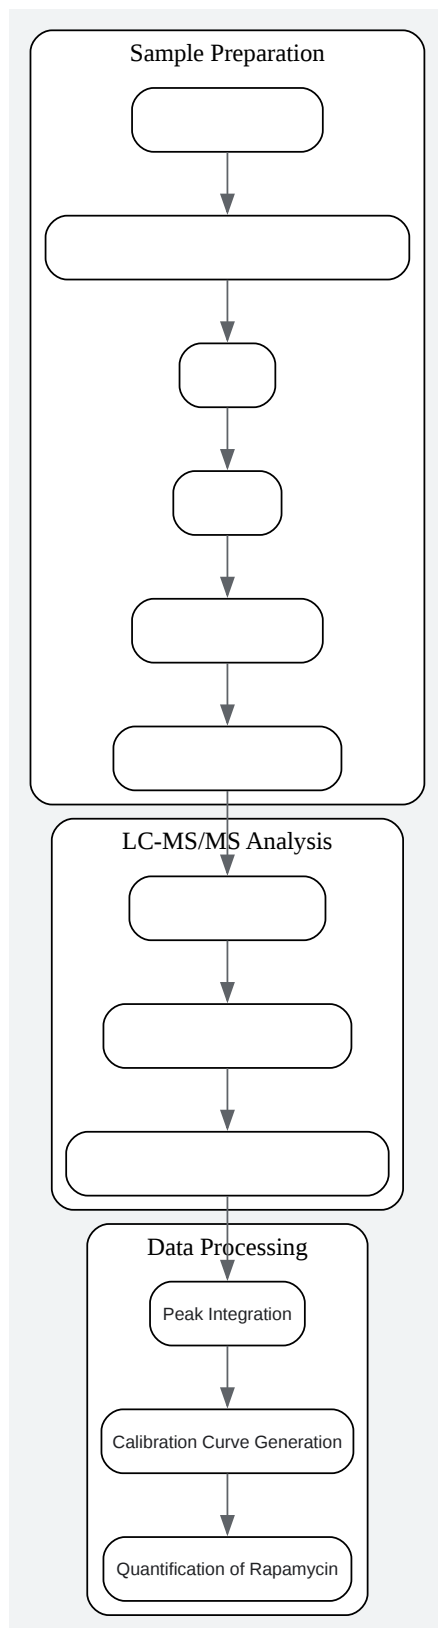 Sample Preparation
LC-MS/MS Analysis
Data Processing
Peak Integration
Calibration Curve Generation
Quantification of Rapamycin